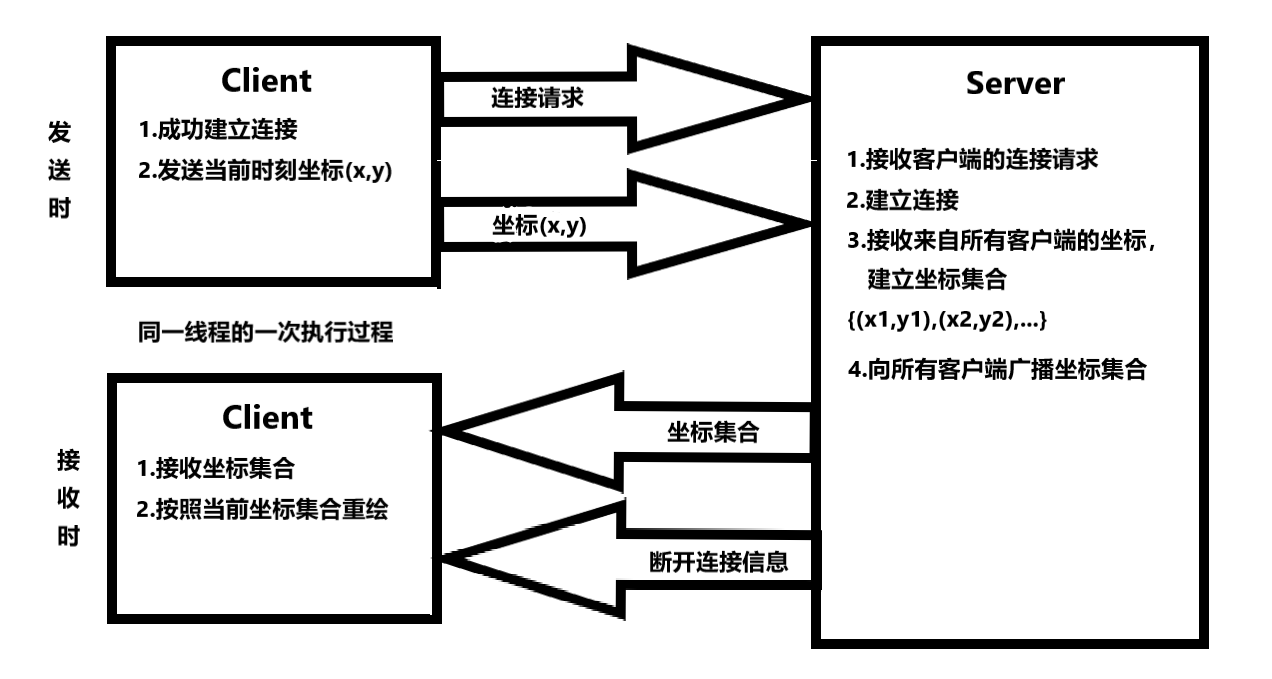 Client
1.成功建立连接
2.发送当前时刻坐标(x,y)
发
送
时
连接请求
坐标(x,y)
Server
1.接收客户端的连接请求
2.建立连接
3.接收来自所有客户端的坐标，
建立坐标集合
{(x1,y1),(x2,y2),...}
4.向所有客户端广播坐标集合
同一线程的一次执行过程
Client
1.接收坐标集合
2.按照当前坐标集合重绘
接
收
时
坐标集合
断开连接信息